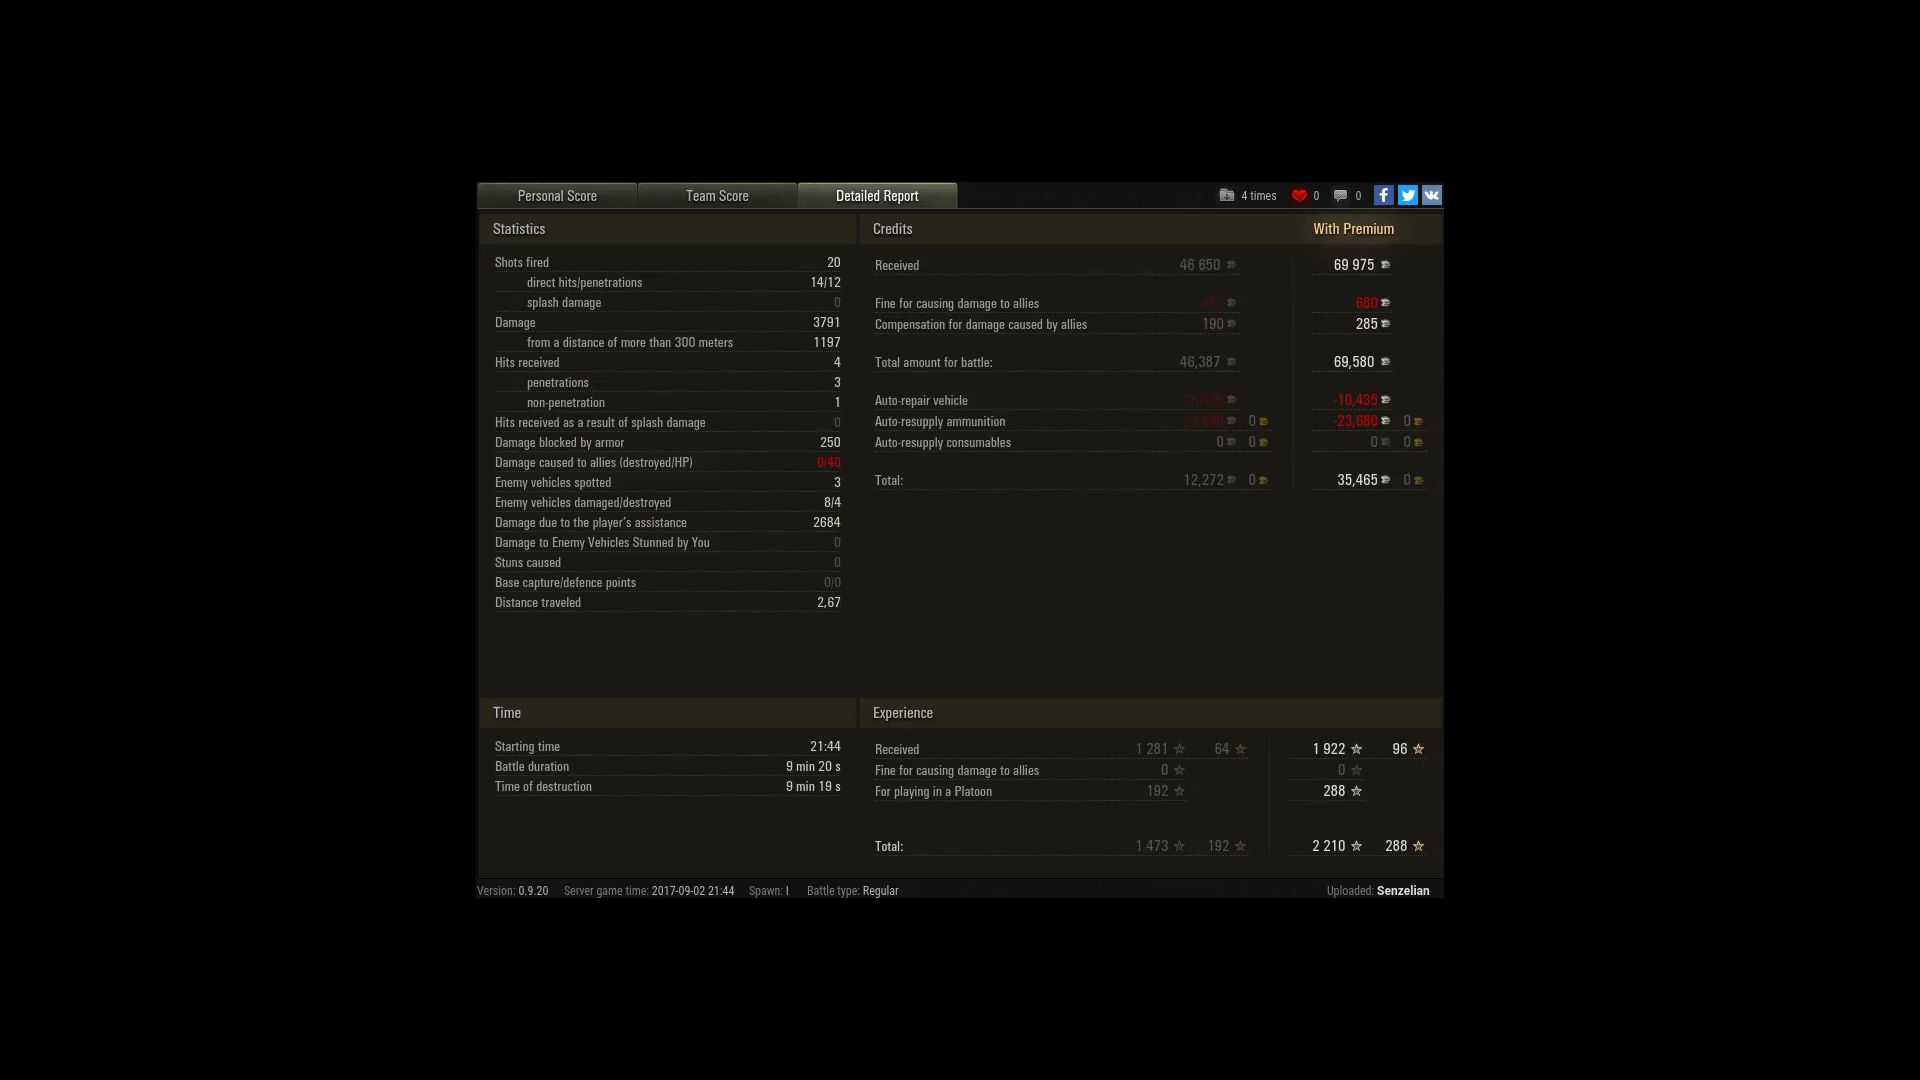 Personal Score Team Score Detailed Report 4 times 0 0
Statistics
Shots fired 20
direct hits/penetrations 14/12
splash damage 0
Damage 3791
from a distance of more than 300 meters 1197
Hits received 4
penetrations 3
non-penetration 1
Hits received as a result of splash damage 0
Damage blocked by armor 250
Damage caused to allies (destroyed/HP) 0/40
Enemy vehicles spotted 3
Enemy vehicles damaged/destroyed 8/4
Damage due to the player's assistance 2684
Damage to Enemy Vehicles Stunned by You 0
Stuns caused 0
Base capture/defence points 0/0
Distance traveled 2,67
Credits With Premium
Received 46 650 69 975
Fine for causing damage to allies 680
Compensation for damage caused by allies 190 285
Total amount for battle: 46,387 69,580
Auto-repair vehicle -10,435
Auto-resupply ammunition 0 -23,680 0
Auto-resupply consumables 0 0 0 0
Total: 12,272 0 35,465 0
Time
Starting time 21:44
Battle duration 9 min 20 s
Time of destruction 9 min 19 s
Experience
Received 1 281 64 1 922 96
Fine for causing damage to allies 0 0
For playing in a Platoon 192 288
Total: 1 473 192 2 210 288
Version: 0.9.20 Server game time: 2017-09-02 21:44 Spawn: I Battle type: Regular Uploaded: Senzelian